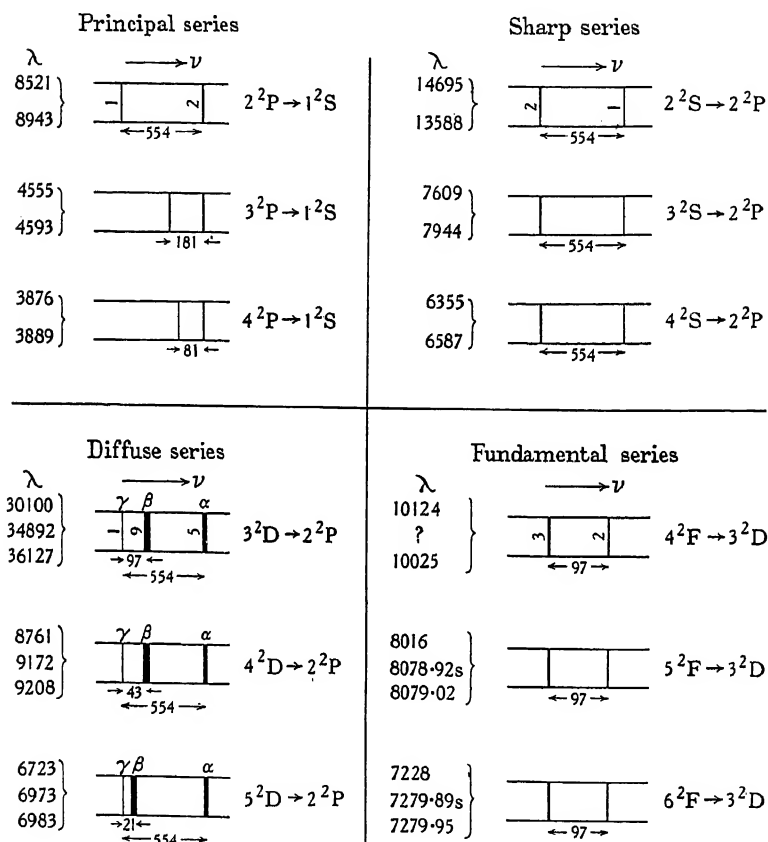 Principal series
λ
→ ν
8521
8943
1 2
←554→
2²P→1²S
4555
4593
→181←
3²P→1²S
3876
3889
→81←
4²P→1²S
Sharp series
λ
→ ν
14695
13588
2 1
←554→
2²S→2²P
7609
7944
←554→
3²S→2²P
6355
6587
←554→
4²S→2²P
Diffuse series
λ
→ ν
30100
34892
36127
γ β α
1 9 5
→97←
←554→
3²D→2²P
8761
9172
9208
γ β α
→43←
←554→
4²D→2²P
6723
6973
6983
γ β α
→21←
←554→
5²D→2²P
Fundamental series
λ
→ ν
10124
?
10025
3 2
←97→
4²F→3²D
8016
8078·92s
8079·02
←97→
5²F→3²D
7228
7279·89s
7279·95
←97→
6²F→3²D